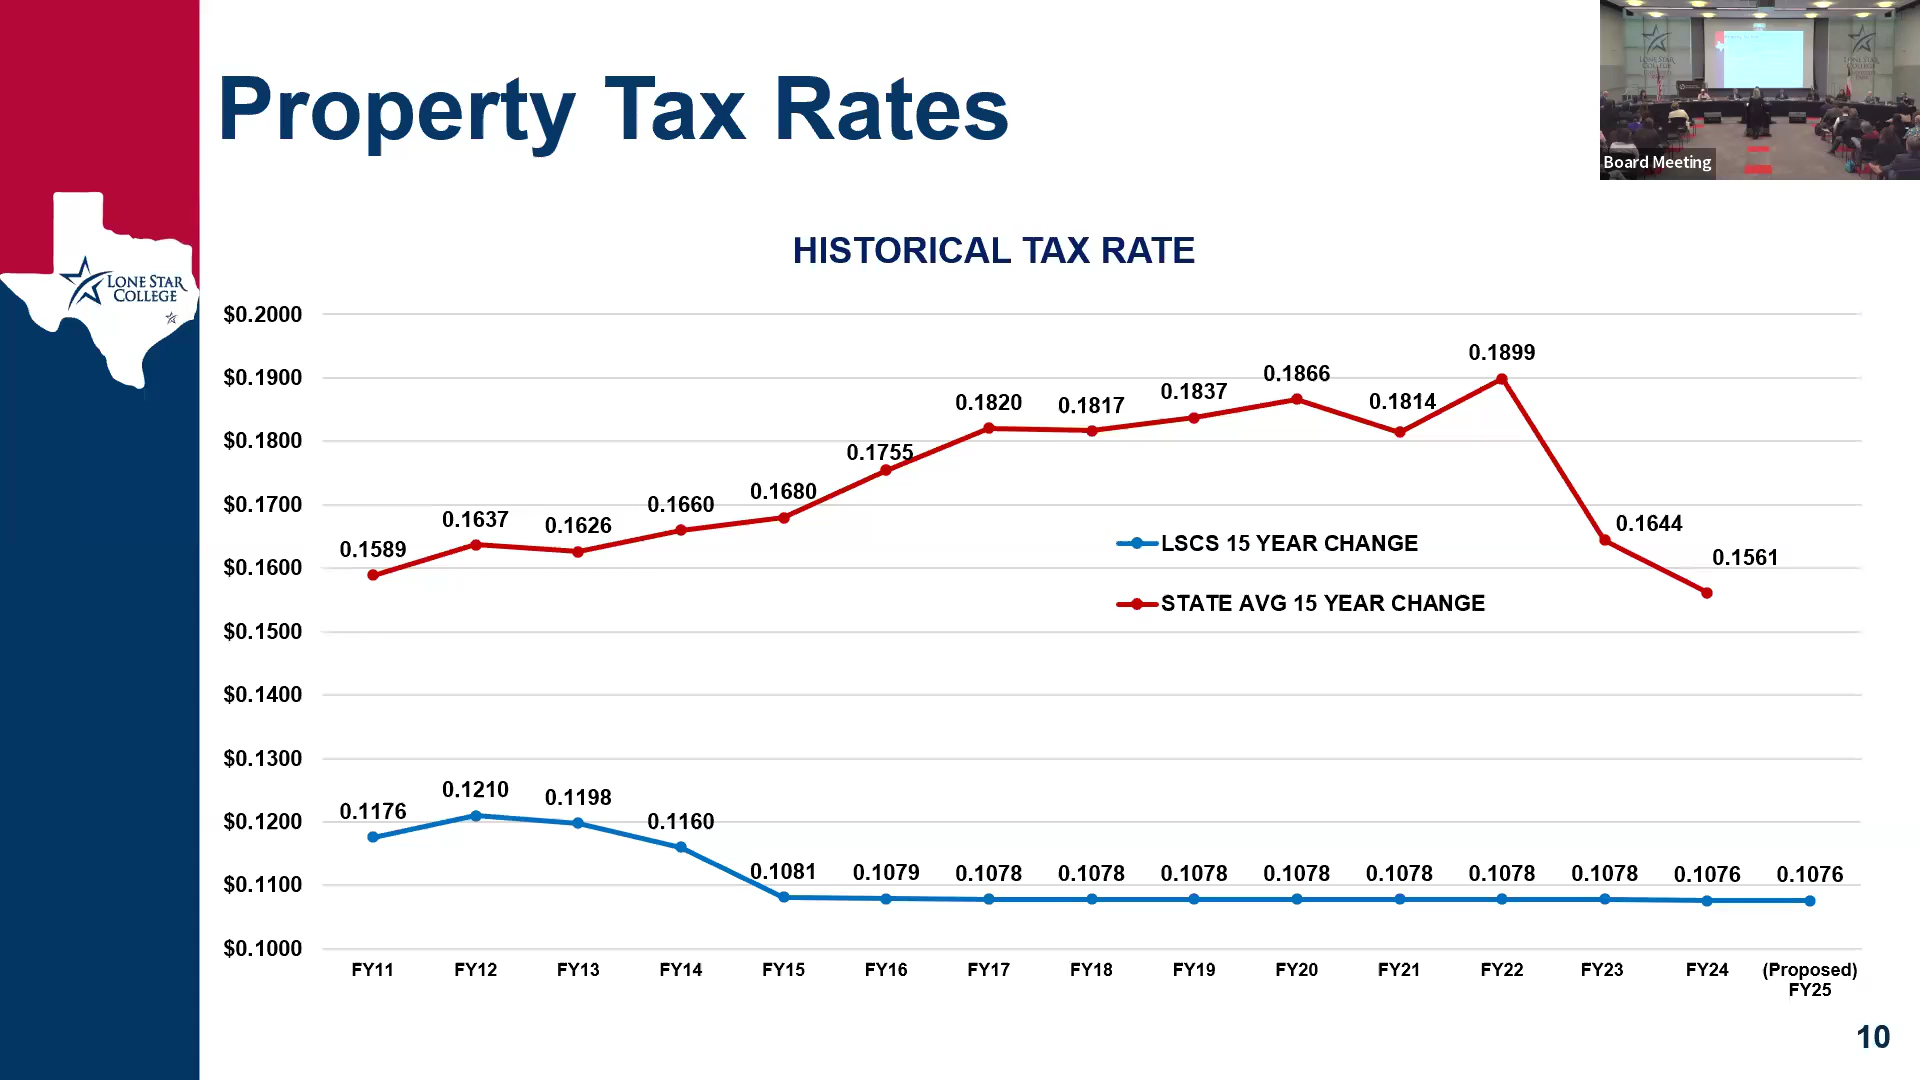 Property Tax Rates
Board Meeting
LONE STAR
COLLEGE
HISTORICAL TAX RATE
$0.2000
$0.1900
$0.1800
$0.1700
$0.1600
$0.1500
$0.1400
$0.1300
$0.1200
$0.1100
$0.1000
0.1589
0.1637
0.1626
0.1660
0.1680
0.1755
0.1820
0.1817
0.1837
0.1866
0.1814
0.1899
0.1644
0.1561
LSCS 15 YEAR CHANGE
STATE AVG 15 YEAR CHANGE
0.1176
0.1210
0.1198
0.1160
0.1081
0.1079
0.1078
0.1078
0.1078
0.1078
0.1078
0.1078
0.1078
0.1076
0.1076
FY11
FY12
FY13
FY14
FY15
FY16
FY17
FY18
FY19
FY20
FY21
FY22
FY23
FY24
(Proposed)
FY25
10